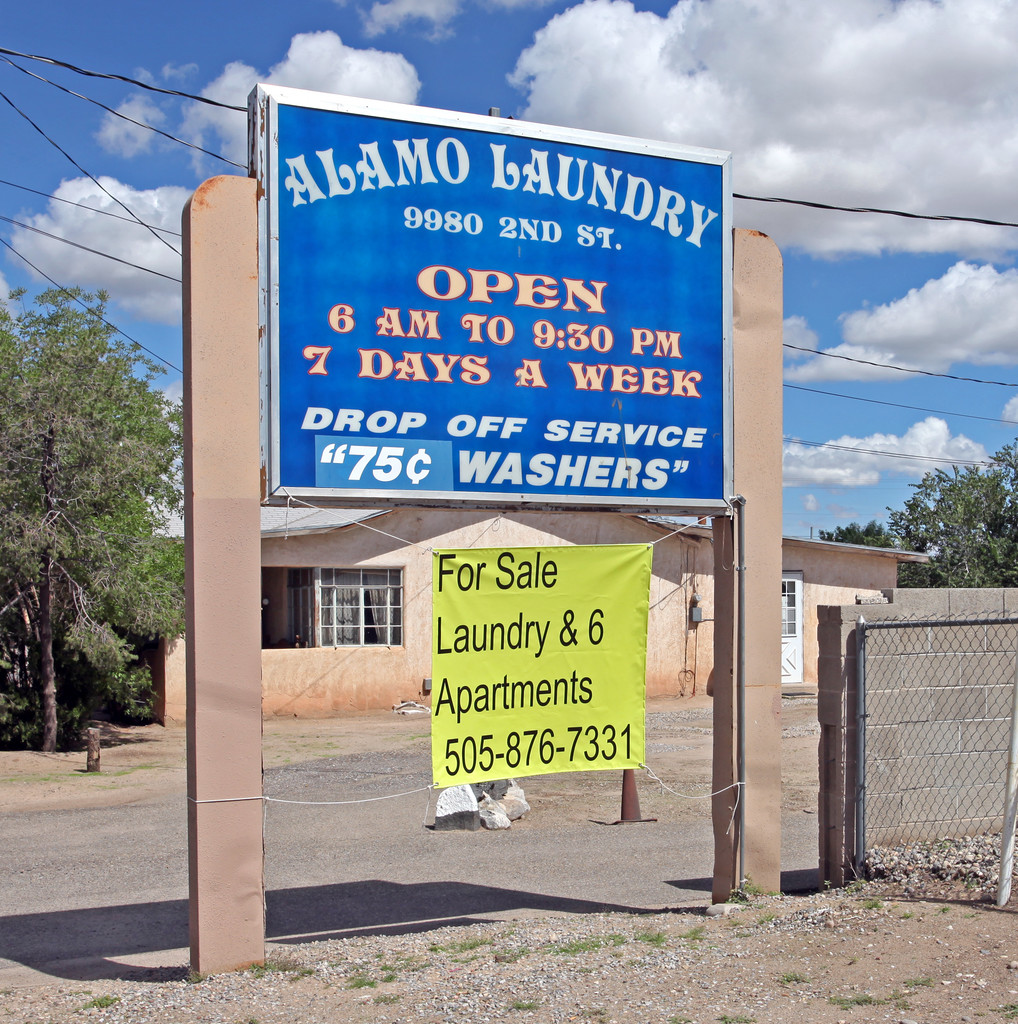 ALAMO LAUNDRY
9980 2ND ST.
OPEN
6 AM TO 9:30 PM
7 DAYS A WEEK
DROP OFF SERVICE
“75¢ WASHERS”
For Sale
Laundry & 6
Apartments
505-876-7331